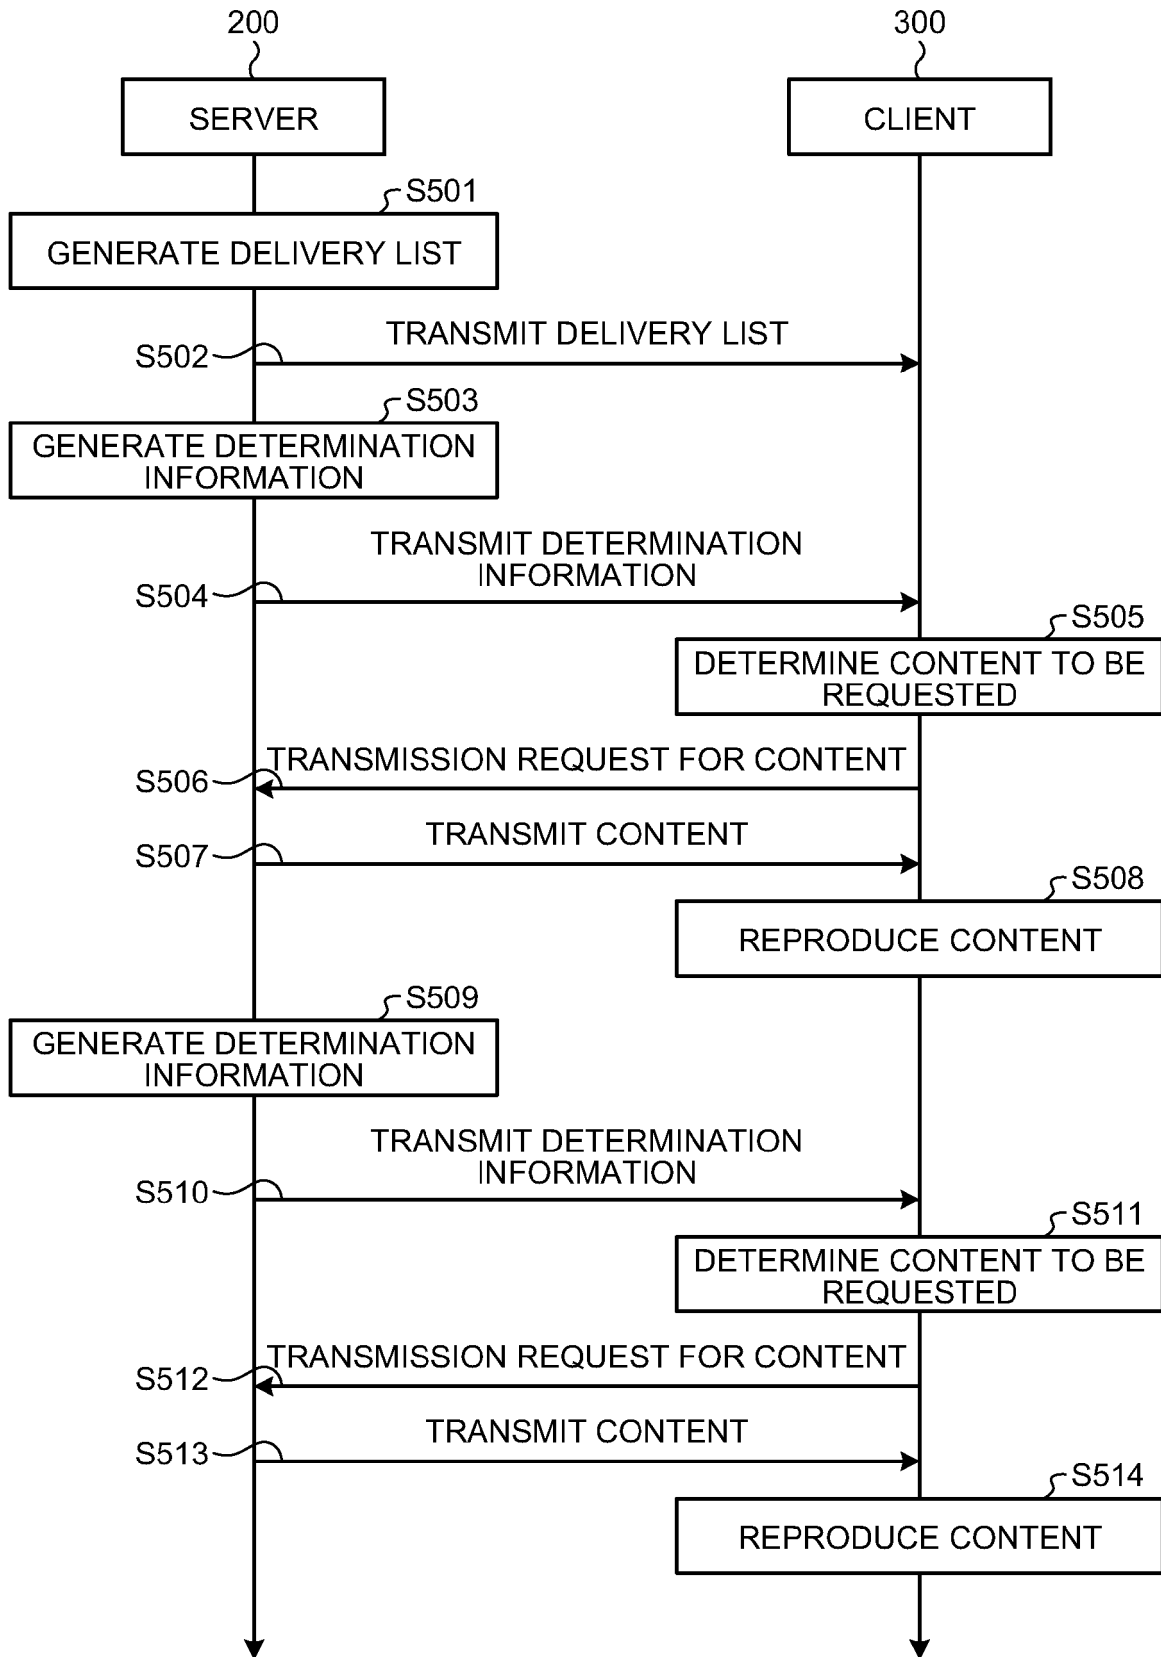 200
300
SERVER
CLIENT
S501
GENERATE DELIVERY LIST
TRANSMIT DELIVERY LIST
S502
S503
GENERATE DETERMINATION
INFORMATION
TRANSMIT DETERMINATION
INFORMATION
S504
S505
DETERMINE CONTENT TO BE
REQUESTED
TRANSMISSION REQUEST FOR CONTENT
S506
TRANSMIT CONTENT
S507
S508
REPRODUCE CONTENT
S509
GENERATE DETERMINATION
INFORMATION
TRANSMIT DETERMINATION
INFORMATION
S510
S511
DETERMINE CONTENT TO BE
REQUESTED
TRANSMISSION REQUEST FOR CONTENT
S512
TRANSMIT CONTENT
S513
S514
REPRODUCE CONTENT